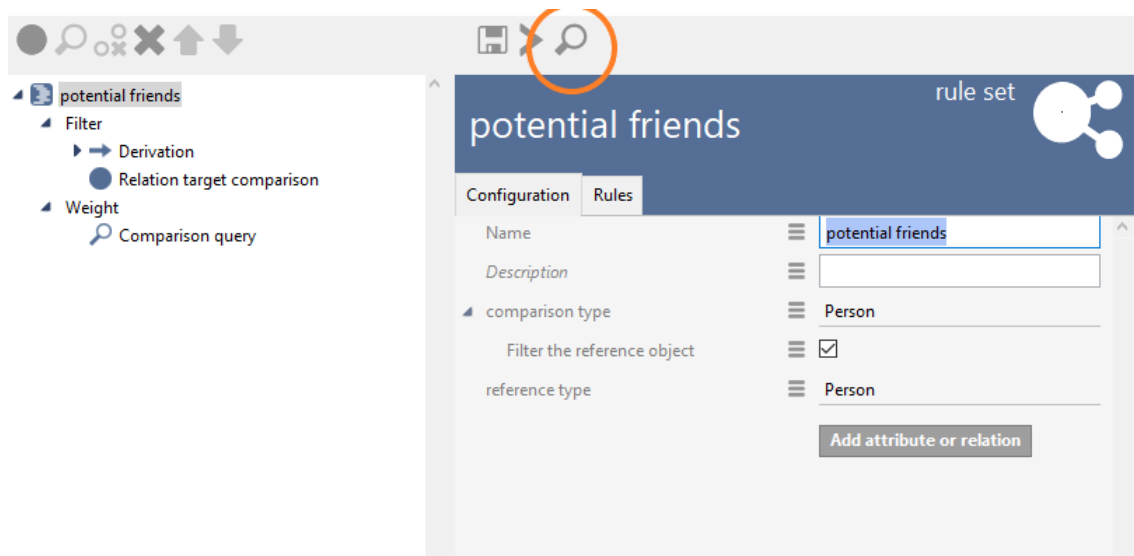 potential friends
Filter
Derivation
Relation target comparison
Weight
Comparison query
rule set
potential friends
Configuration Rules
Name potential friends
Description
comparison type Person
Filter the reference object
reference type Person
Add attribute or relation